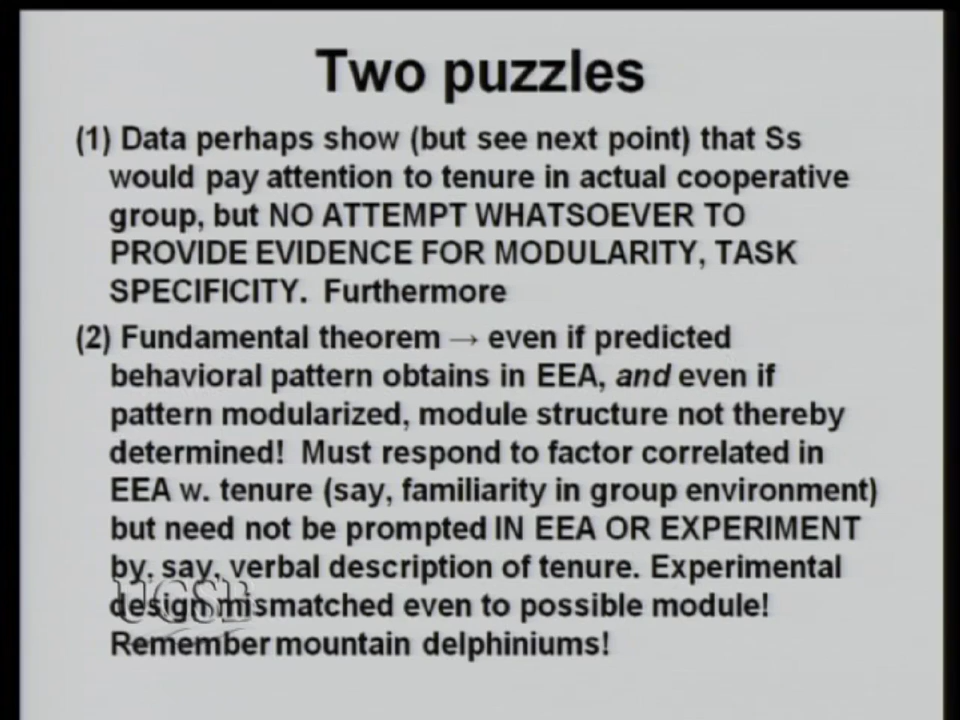 Two puzzles
(1) Data perhaps show (but see next point) that Ss
would pay attention to tenure in actual cooperative
group, but NO ATTEMPT WHATSOEVER TO
PROVIDE EVIDENCE FOR MODULARITY, TASK
SPECIFICITY. Furthermore
(2) Fundamental theorem → even if predicted
behavioral pattern obtains in EEA, and even if
pattern modularized, module structure not thereby
determined! Must respond to factor correlated in
EEA w. tenure (say, familiarity in group environment)
but need not be prompted IN EEA OR EXPERIMENT
by, say, verbal description of tenure. Experimental
design mismatched even to possible module!
UCSB
Remember mountain delphiniums!